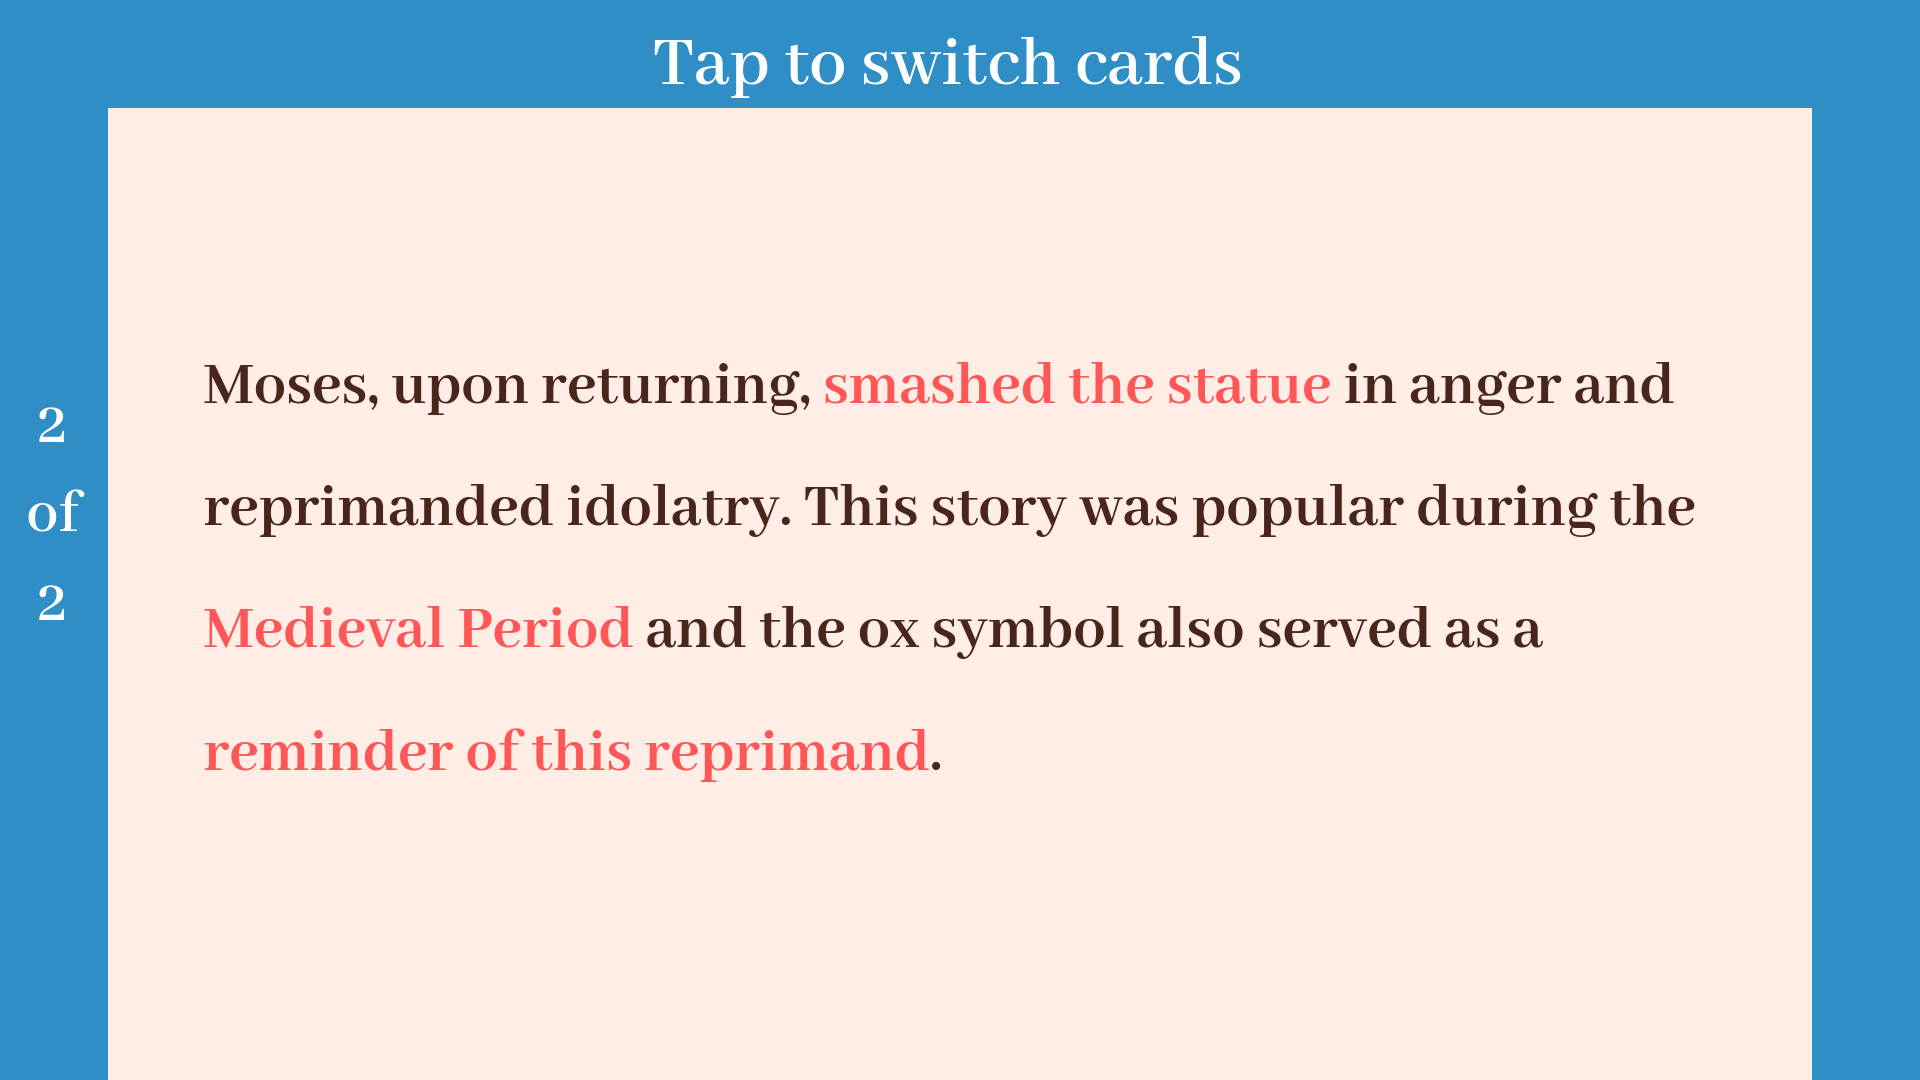 Tap to switch cards
2
of
2
Moses, upon returning, smashed the statue in anger and
reprimanded idolatry. This story was popular during the
Medieval Period and the ox symbol also served as a
reminder of this reprimand.